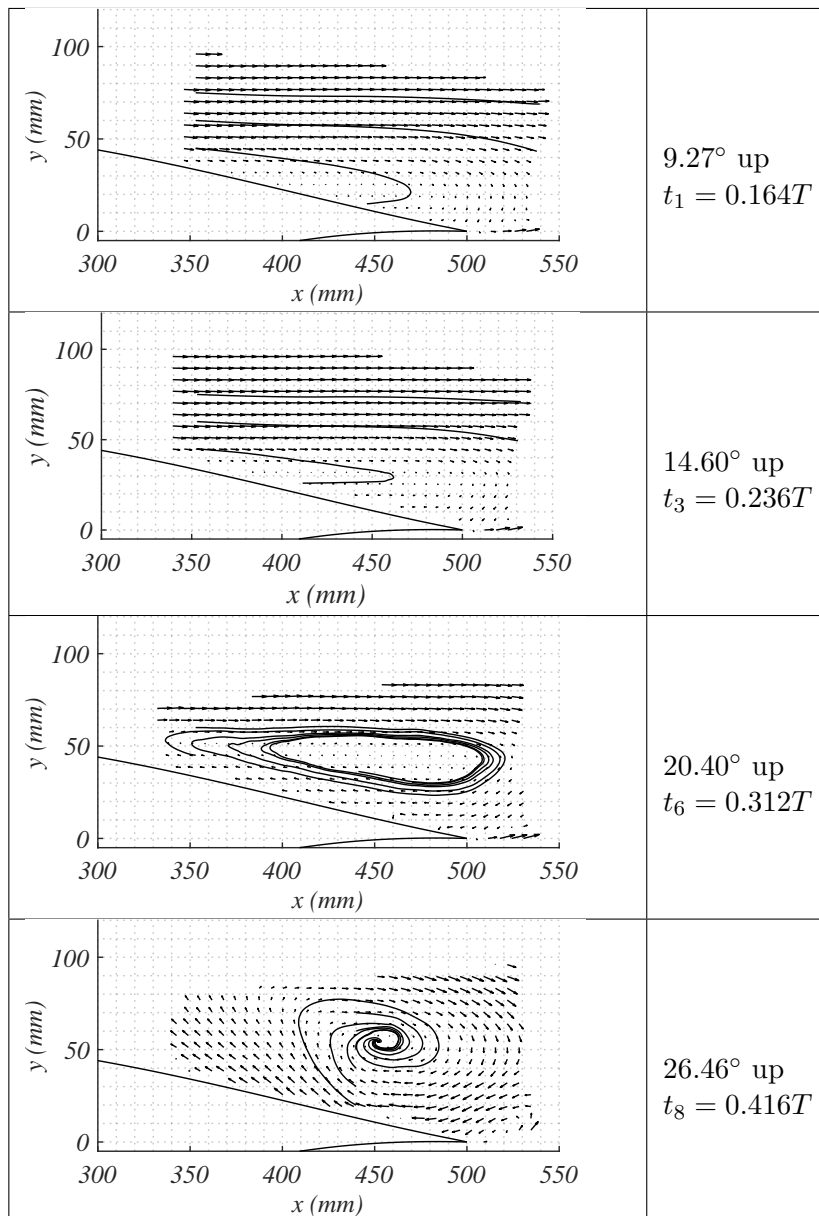 100
50
0
y (mm)
300 350 400 450 500 550
x (mm)
9.27° up
t₁ = 0.164T
100
50
0
y (mm)
300 350 400 450 500 550
x (mm)
14.60° up
t₃ = 0.236T
100
50
0
y (mm)
300 350 400 450 500 550
x (mm)
20.40° up
t₆ = 0.312T
100
50
0
y (mm)
300 350 400 450 500 550
x (mm)
26.46° up
t₈ = 0.416T